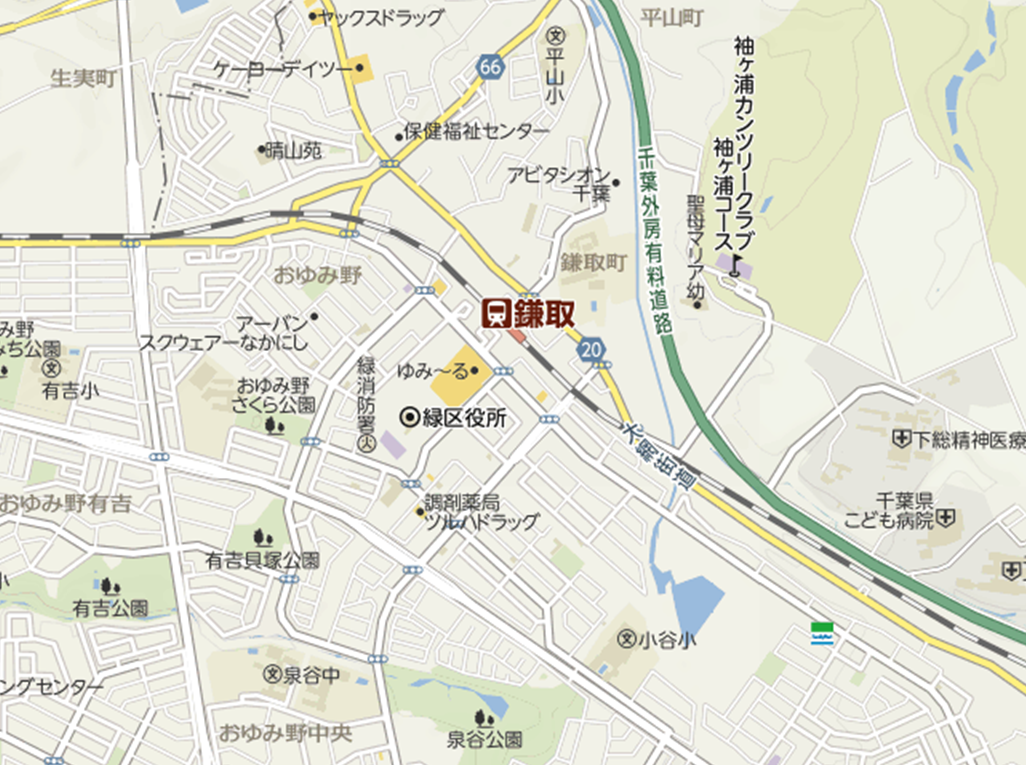 ヤックスドラッグ
平山町
生実町
ケーヨーデイツー
66
平山小
袖ヶ浦カンツリークラブ
袖ヶ浦コース
保健福祉センター
晴山苑
アビタシオン
千葉
千葉外房有料道路
聖母マリア幼
鎌取町
おゆみ野
鎌取
アーバン
スクウェアーなかにし
み野
みち公園
有吉小
20
ゆみ～る
緑消防署
おゆみ野
さくら公園
緑区役所
大網街道
下総精神医療
おゆみ野有吉
調剤薬局
ツルハドラッグ
千葉県
こども病院
有吉貝塚公園
有吉公園
小谷小
FamilyMart
泉谷中
ングセンター
おゆみ野中央
泉谷公園